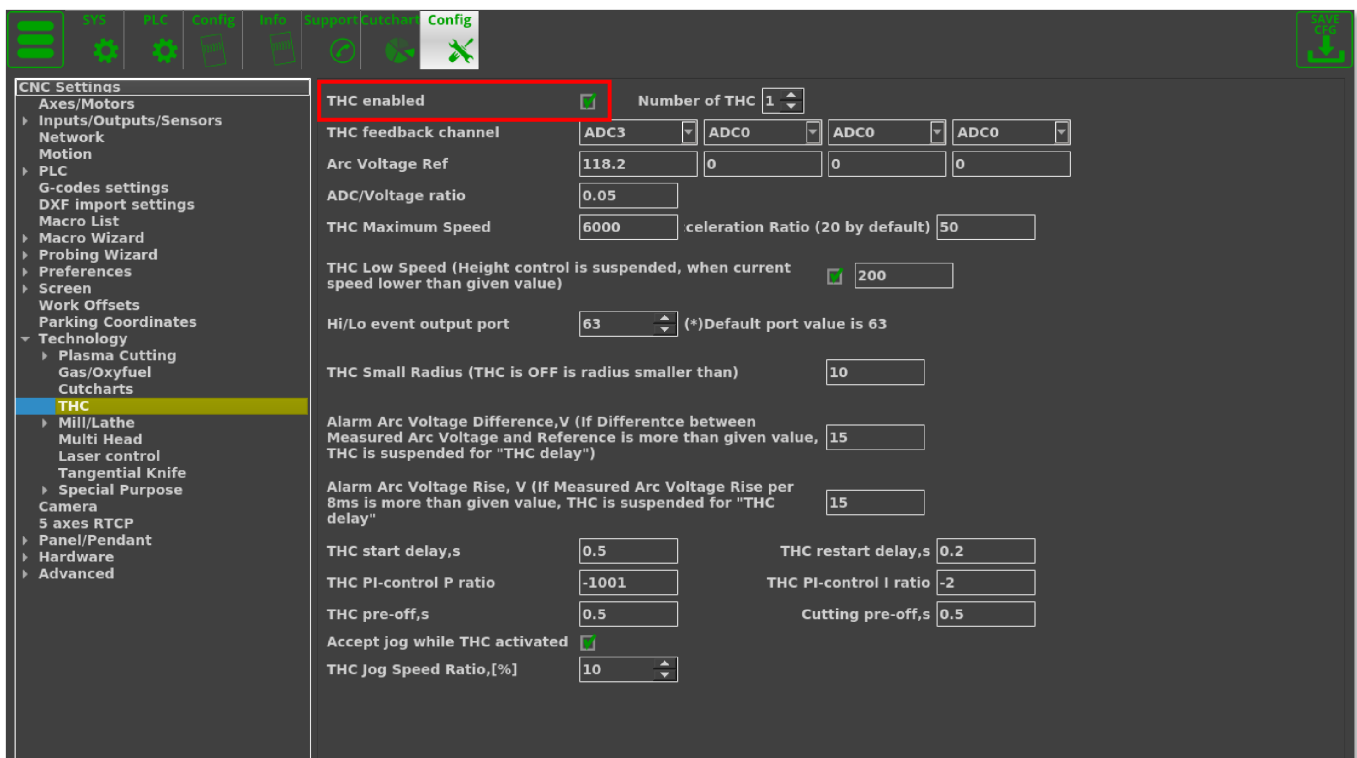 SYS PLC Config Info Support Cutchart Config SAVE
CFG
CNC Settings
Axes/Motors
Inputs/Outputs/Sensors
Network
Motion
PLC
G-codes settings
DXF import settings
Macro List
Macro Wizard
Probing Wizard
Preferences
Screen
Work Offsets
Parking Coordinates
Technology
Plasma Cutting
Gas/Oxyfuel
Cutcharts
THC
Mill/Lathe
Multi Head
Laser control
Tangential Knife
Special Purpose
Camera
5 axes RTCP
Panel/Pendant
Hardware
Advanced
THC enabled Number of THC 1
THC feedback channel ADC3 ADC0 ADC0 ADC0
Arc Voltage Ref 118.2 0 0 0
ADC/Voltage ratio 0.05
THC Maximum Speed 6000 celeration Ratio (20 by default) 50
THC Low Speed (Height control is suspended, when current
speed lower than given value) 200
Hi/Lo event output port 63 (*)Default port value is 63
THC Small Radius (THC is OFF is radius smaller than) 10
Alarm Arc Voltage Difference,V (If Differentce between
Measured Arc Voltage and Reference is more than given value,
THC is suspended for "THC delay") 15
Alarm Arc Voltage Rise, V (If Measured Arc Voltage Rise per
8ms is more than given value, THC is suspended for "THC
delay" 15
THC start delay,s 0.5 THC restart delay,s 0.2
THC PI-control P ratio -1001 THC PI-control I ratio -2
THC pre-off,s 0.5 Cutting pre-off,s 0.5
Accept jog while THC activated
THC Jog Speed Ratio,[%] 10